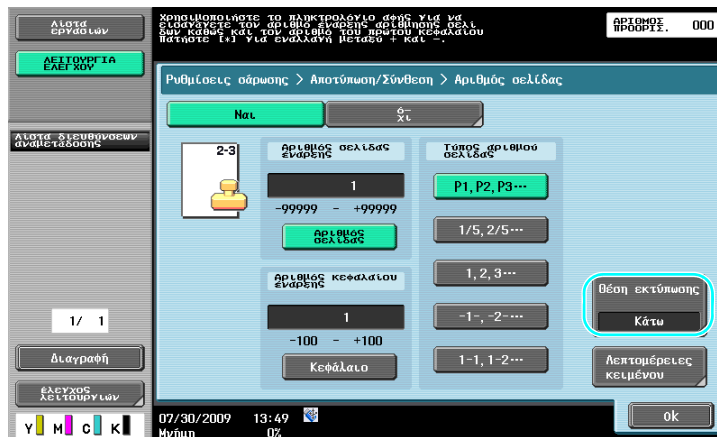 Λίστα
εργασιών
ΛΕΙΤΟΥΡΓΙΑ
ΕΛΕΓΧΟΥ
Λίστα διευθύνσεων
αναμετάδοσης
1/ 1
Διαγραφή
έλεγχος
λειτουργιών
Y M C K
Χρησιμοποιήστε το πληκτρολόγιο αφής για να
εισαγάγετε τον αριθμό της αρίθμησης σελί
δων καθώς και τον αριθμό του πρώτου κεφαλαίου
Πατήστε [*] για εναλλαγή μεταξύ + και -.
ΑΡΙΘΜΟΣ
ΠΡΟΟΡΙΣ. 000
Ρυθμίσεις σάρωσης > Αποτύπωση/Σύνθεση > Αριθμός σελίδας
Ναι
ό-
χι
2-3
Αριθμός σελίδας
έναρξης
1
-99999 - +99999
Αριθμός
σελίδας
Αριθμός κεφαλαίου
έναρξης
1
-100 - +100
Κεφάλαιο
Τύπος αριθμού
σελίδας
P1, P2, P3...
1/5, 2/5...
1, 2, 3...
-1-, -2-...
1-1, 1-2...
θέση εκτύπωσης
Κάτω
Λεπτομέρειες
κειμένου
Ok
07/30/2009 13:49
Μνήμη 0%